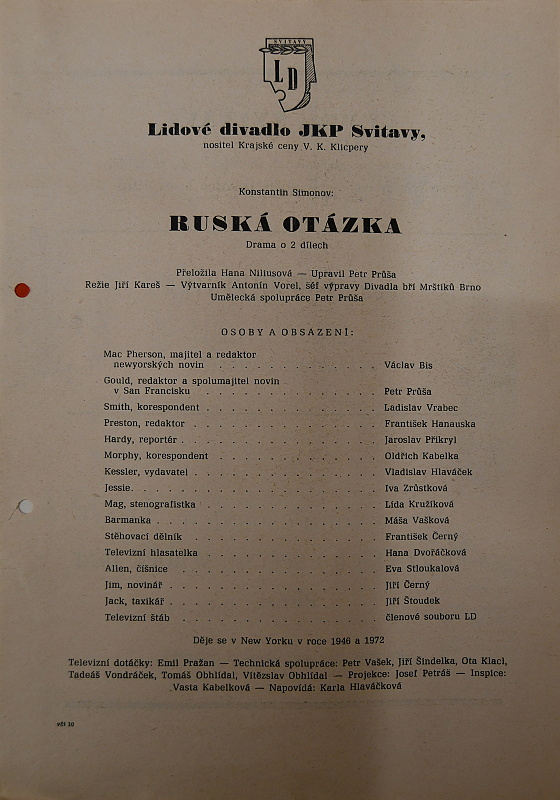 SVITAVY
LD
Lidové divadlo JKP Svitavy,
nositel Krajské ceny V. K. Klicpery
Konstantin Simonov:
RUSKÁ OTÁZKA
Drama o 2 dílech
Přeložila Hana Niliusová — Upravil Petr Průša
Režie Jiří Kareš — Výtvarník Antonín Vorel, šéf výpravy Divadla bří Mrštíků Brno
Umělecká spolupráce Petr Průša
OSOBY A OBSAZENÍ:
Mac Pherson, majitel a redaktor
newyorských novin . . . . . . . . . . . . . Václav Bis
Gould, redaktor a spolumajitel novin
v San Francisku . . . . . . . . . . . . . Petr Průša
Smith, korespondent . . . . . . . . . . . . . Ladislav Vrabec
Preston, redaktor . . . . . . . . . . . . . František Hanauska
Hardy, reportér . . . . . . . . . . . . . . Jaroslav Přikryl
Morphy, korespondent . . . . . . . . . . . . Oldřich Kabelka
Kessler, vydavatel . . . . . . . . . . . . . Vladislav Hlaváček
Jessie. . . . . . . . . . . . . . . . . Iva Zrůstková
Mag, stenografistka . . . . . . . . . . . . . Lída Kružíková
Barmanka . . . . . . . . . . . . . . . Máša Vašková
Stěhovací dělník . . . . . . . . . . . . . František Černý
Televizní hlasatelka . . . . . . . . . . . . Hana Dvořáčková
Allen, číšnice . . . . . . . . . . . . . . Eva Stloukalová
Jim, novinář . . . . . . . . . . . . . . Jiří Černý
Jack, taxikář . . . . . . . . . . . . . . Jiří Štoudek
Televizní štáb . . . . . . . . . . . . . . členové souboru LD
Děje se v New Yorku v roce 1946 a 1972
Televizní dotáčky: Emil Pražan — Technická spolupráce: Petr Vašek, Jiří Šindelka, Ota Klacl,
Tadeáš Vondráček, Tomáš Obhlídal, Vítězslav Obhlídal — Projekce: Josef Petráš — Inspice:
Vasta Kabelková — Napovídá: Karla Hlaváčková